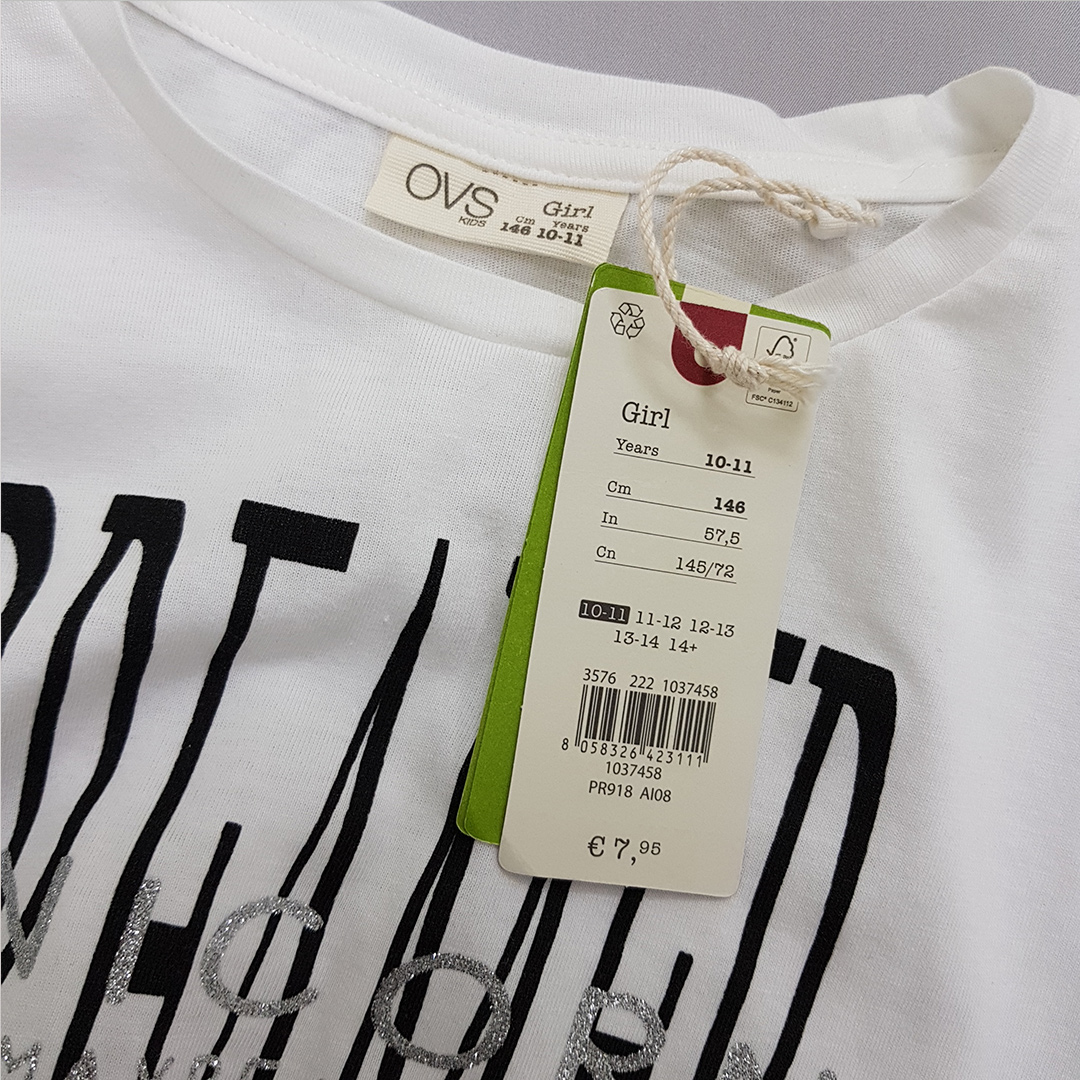 OVS
KIDS
Girl
Cm Years
146 10-11
Paper
FSC® C134112
Girl
Years 10-11
Cm 146
In 57,5
Cn 145/72
10-11 11-12 12-13
13-14 14+
3576 222 1037458
8 058326 423111
1037458
PR918 AI08
€ 7,95
NICORN